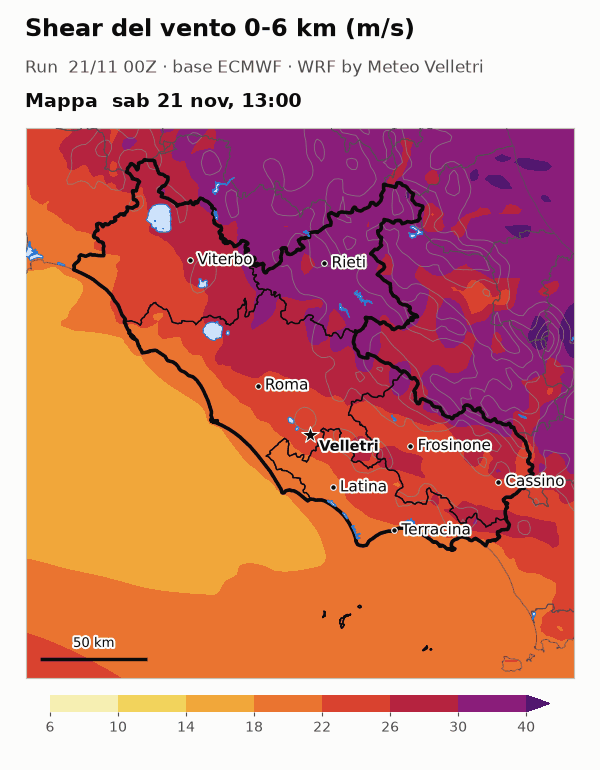 Shear del vento 0-6 km (m/s)
Run 21/11 00Z · base ECMWF · WRF by Meteo Velletri
Mappa sab 21 nov, 13:00
Viterbo
Rieti
Roma
Velletri
Frosinone
Cassino
Latina
Terracina
50 km
6 10 14 18 22 26 30 40